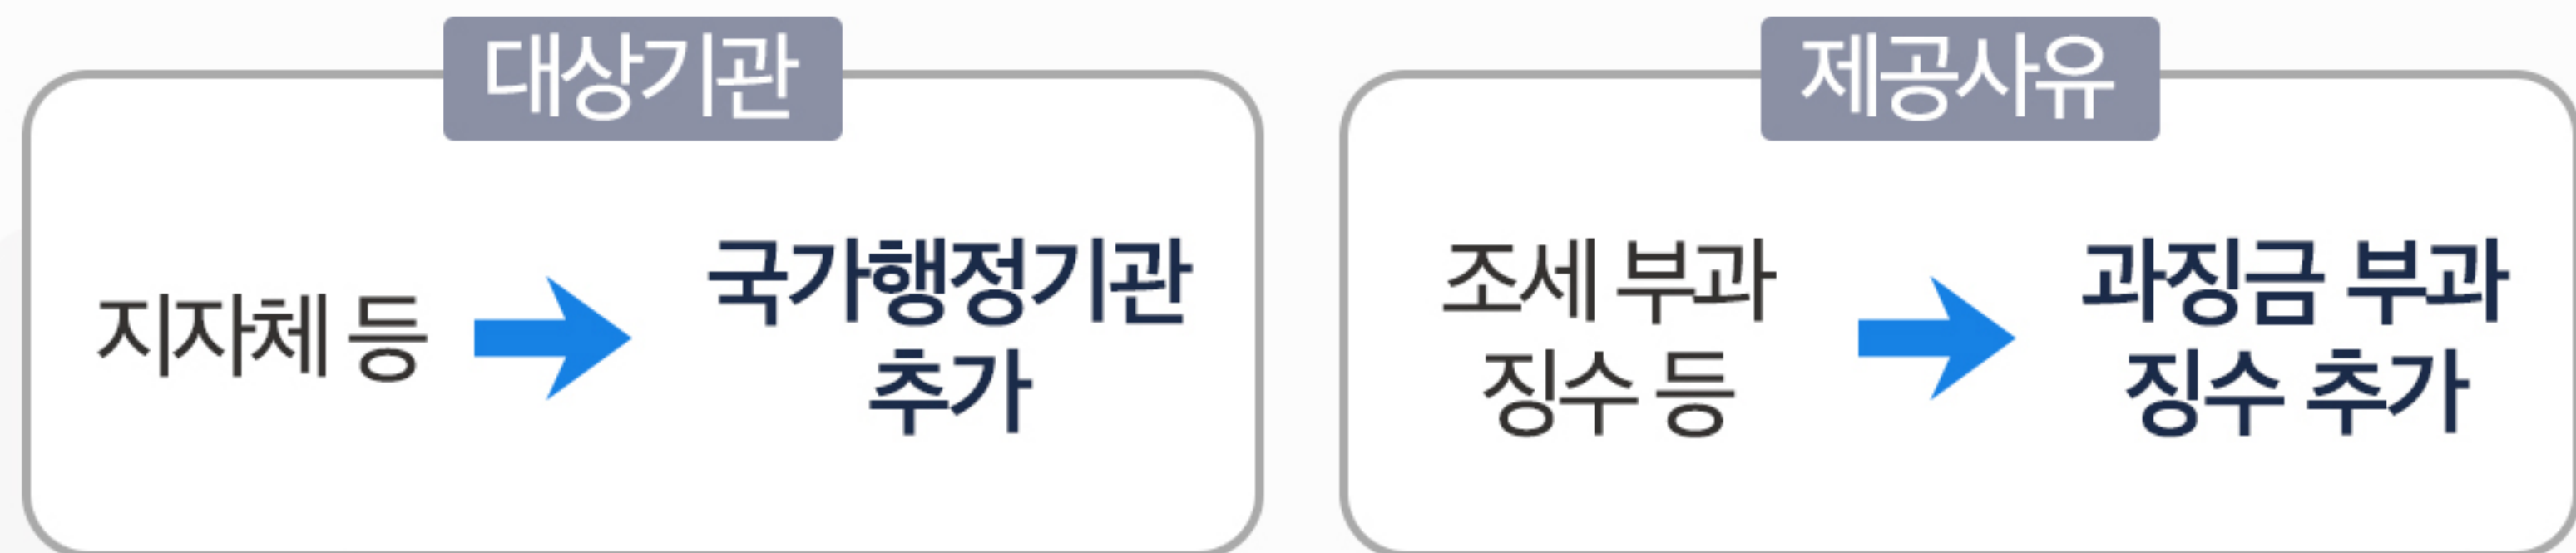 대상기관
지자체 등
국가행정기관
추가
제공사유
조세 부과
징수 등
과징금 부과
징수 추가